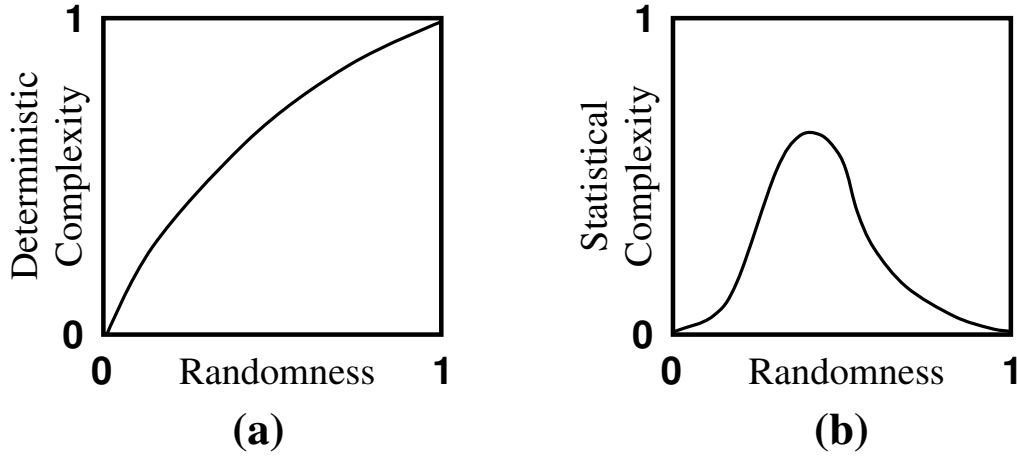 1
Deterministic
Complexity
0
0 Randomness 1
(a)
1
Statistical
Complexity
0
0 Randomness 1
(b)